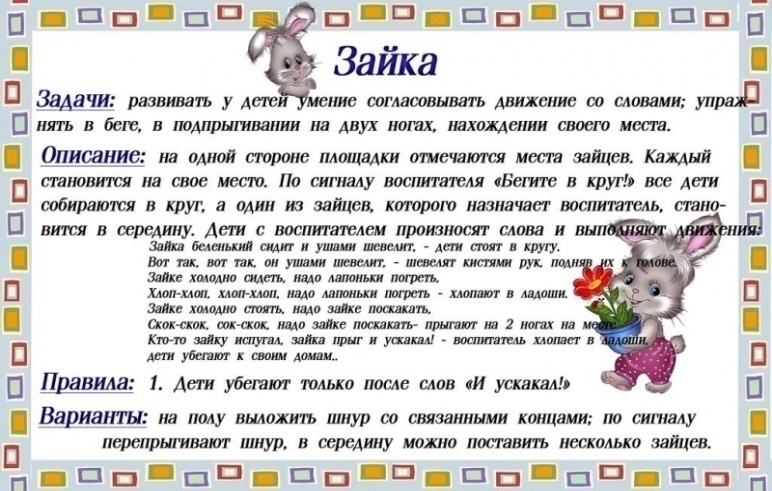 Зайка
Задачи: развивать у детей умение согласовывать движение со словами; упраж-
нять в беге, в подпрыгивании на двух ногах, нахождении своего места.
Описание: на одной стороне площадки отмечаются места зайцев. Каждый
становится на свое место. По сигналу воспитателя «Бегите в круг!» все дети
собираются в круг, а один из зайцев, которого назначает воспитатель, стано-
вится в середину. Дети с воспитателем произносят слова и выполняют движения:
Зайка беленький сидит и ушами шевелит, - дети стоят в кругу.
Вот так, вот так, он ушами шевелит, - шевелят кистями рук, подняв их к голове.
Зайке холодно сидеть, надо лапоньки погреть,
Хлоп-хлоп, хлоп-хлоп, надо лапоньки погреть - хлопают в ладоши.
Зайке холодно стоять, надо зайке поскакать,
Скок-скок, сок-скок, надо зайке поскакать- прыгают на 2 ногах на месте
Кто-то зайку испугал, зайка прыг и ускакал! - воспитатель хлопает в ладоши,
дети убегают к своим домам..
Правила: 1. Дети убегают только после слов «И ускакал!»
Варианты: на полу выложить шнур со связанными концами; по сигналу
перепрыгивают шнур, в середину можно поставить несколько зайцев.